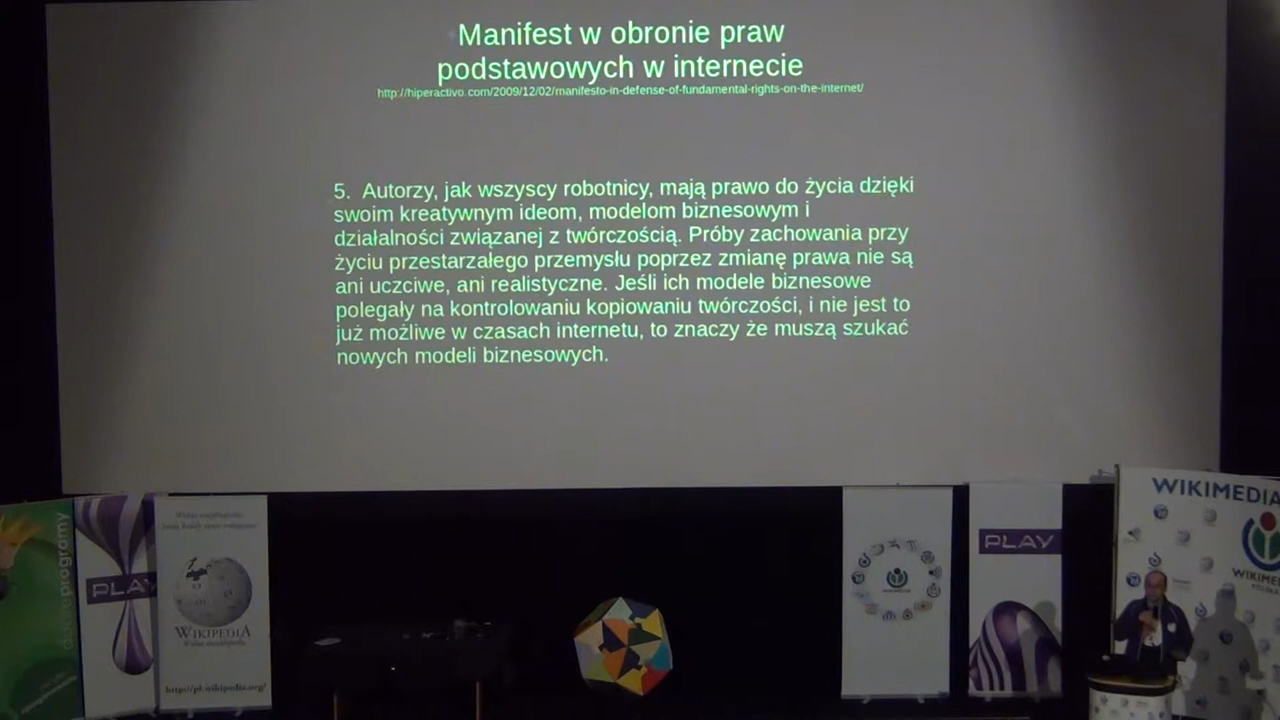 Manifest w obronie praw
podstawowych w internecie
http://hiperactivo.com/2009/12/02/manifesto-in-defense-of-fundamental-rights-on-the-internet/
5. Autorzy, jak wszyscy robotnicy, mają prawo do życia dzięki
swoim kreatywnym ideom, modelom biznesowym i
działalności związanej z twórczością. Próby zachowania przy
życiu przestarzałego przemysłu poprzez zmianę prawa nie są
ani uczciwe, ani realistyczne. Jeśli ich modele biznesowe
polegały na kontrolowaniu kopiowaniu twórczości, i nie jest to
już możliwe w czasach internetu, to znaczy że muszą szukać
nowych modeli biznesowych.
programy
PLAY
WIKIPEDIA
http://pl.wikipedia.org/
WIKIMEDIA
PLAY
WIKIMEDIA
WIKIME